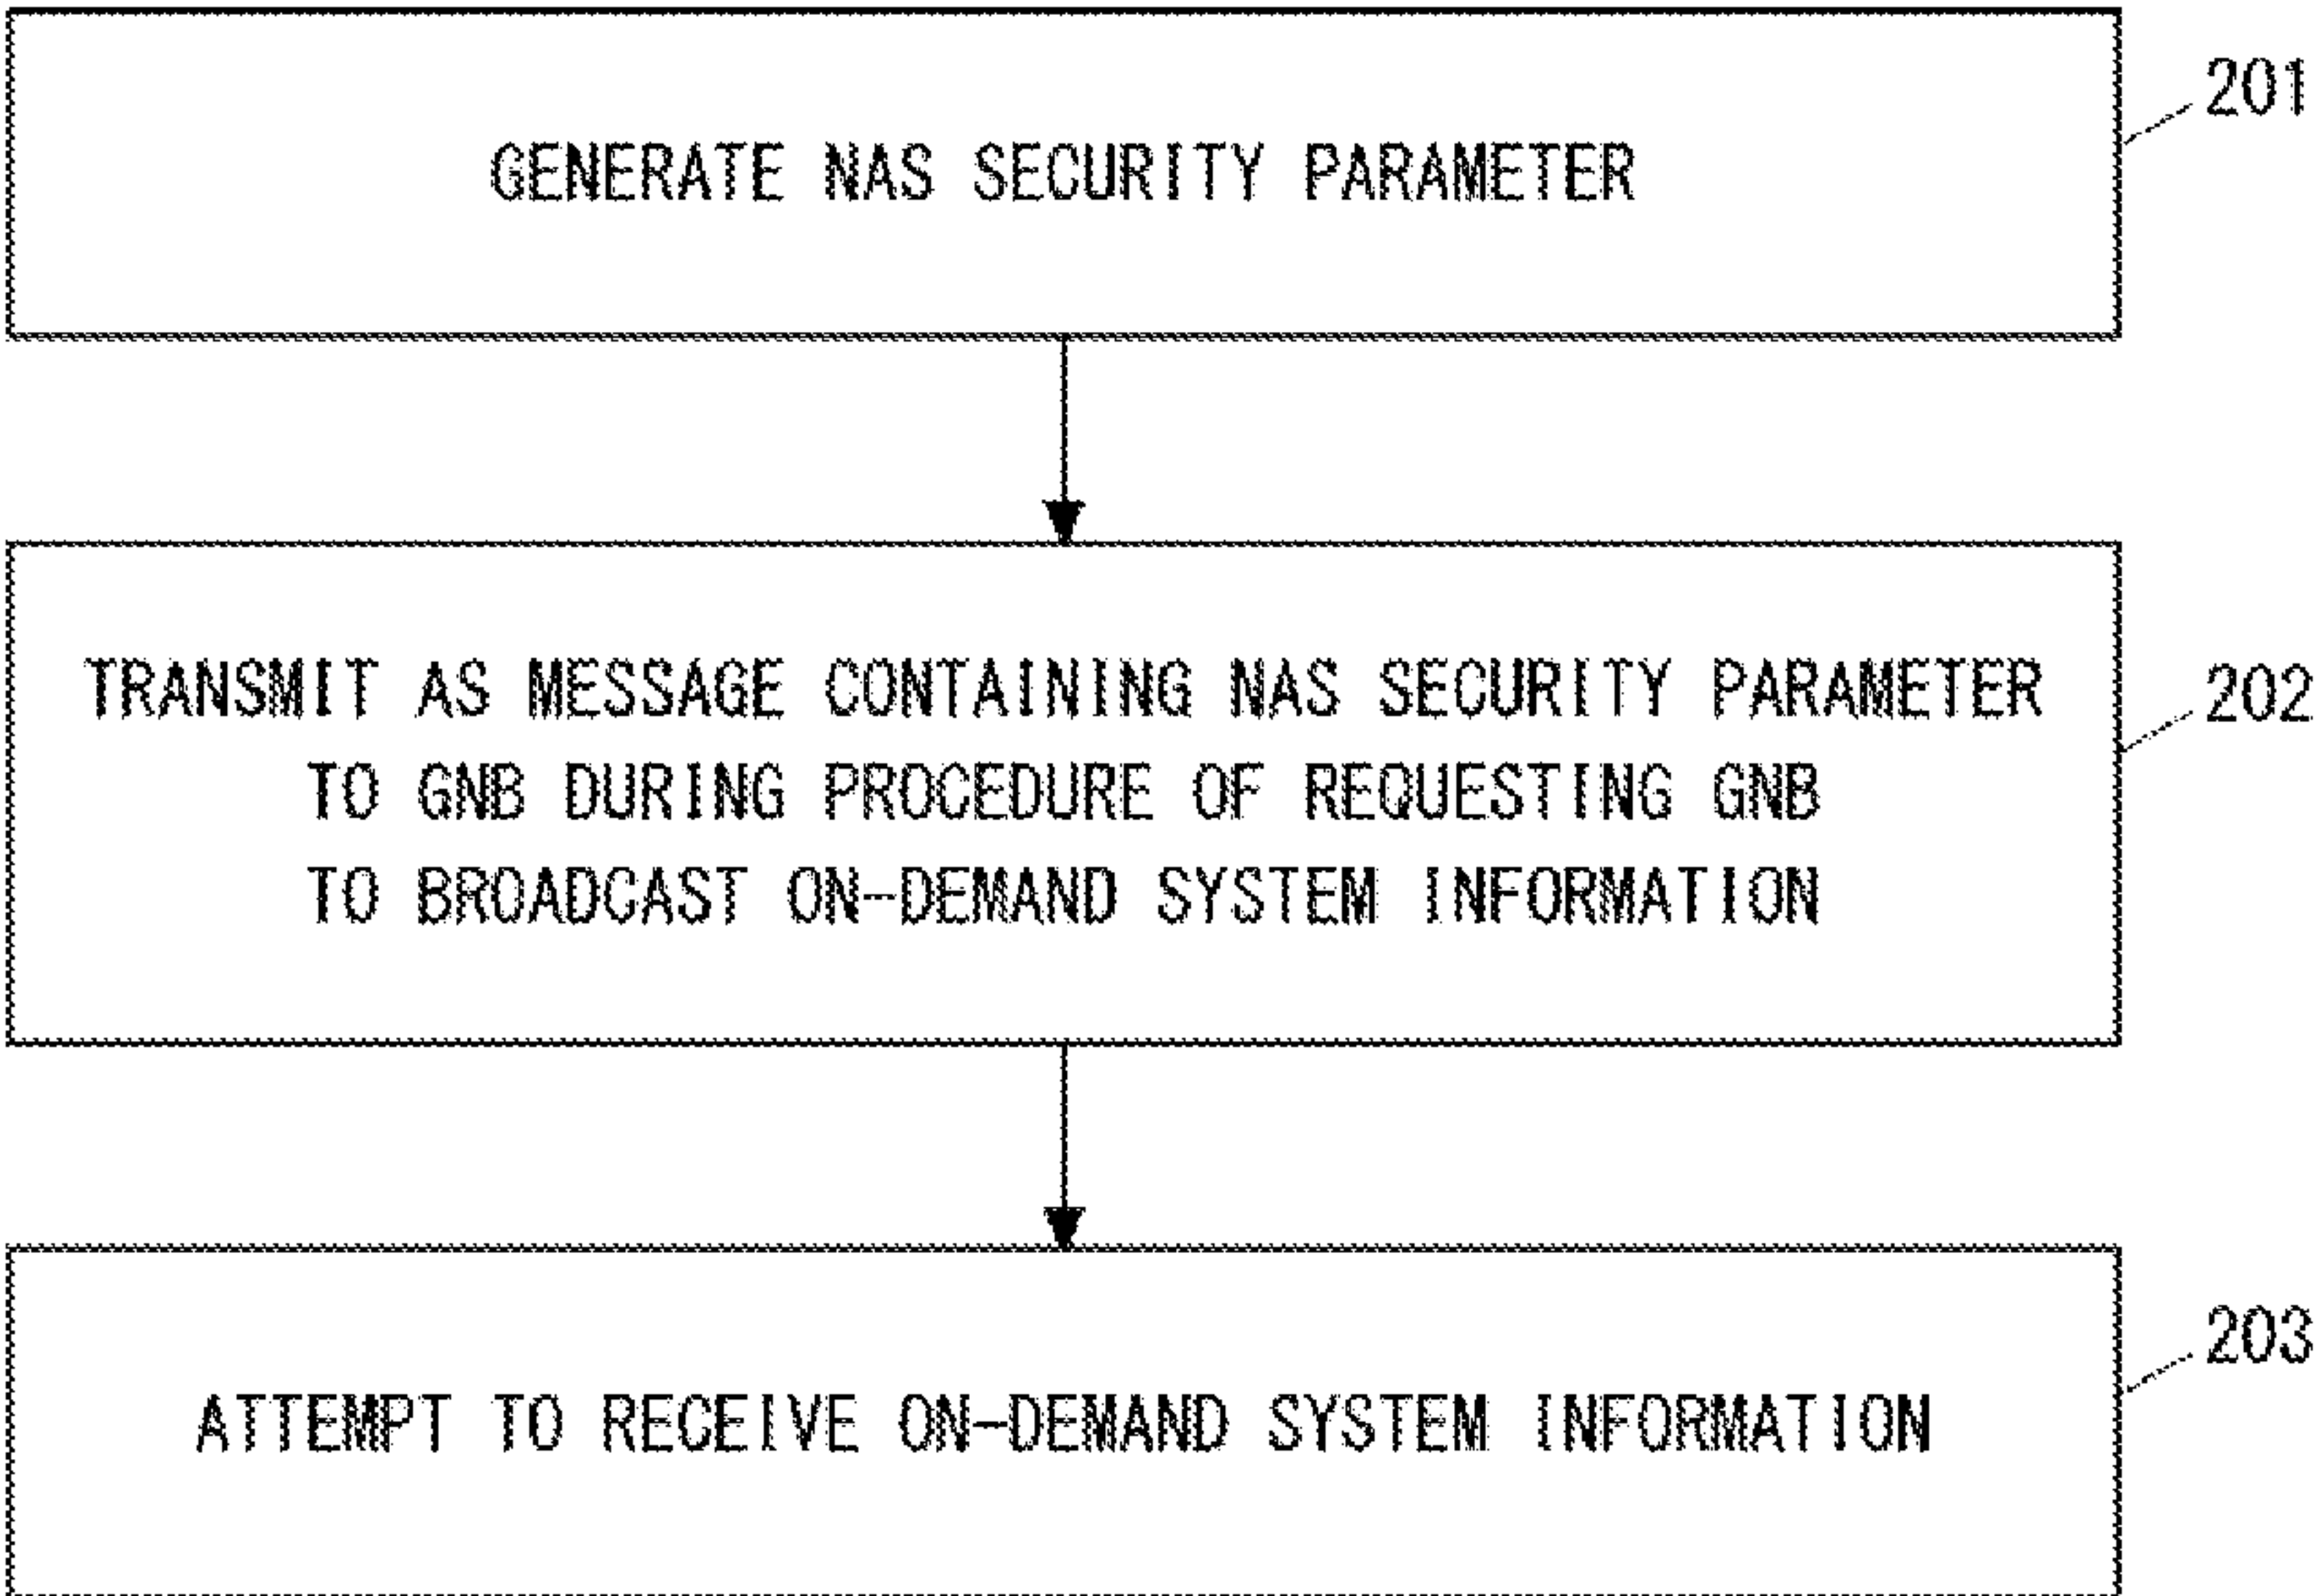 GENERATE NAS SECURITY PARAMETER
201
TRANSMIT AS MESSAGE CONTAINING NAS SECURITY PARAMETER
TO GNB DURING PROCEDURE OF REQUESTING GNB
TO BROADCAST ON-DEMAND SYSTEM INFORMATION
202
ATTEMPT TO RECEIVE ON-DEMAND SYSTEM INFORMATION
203